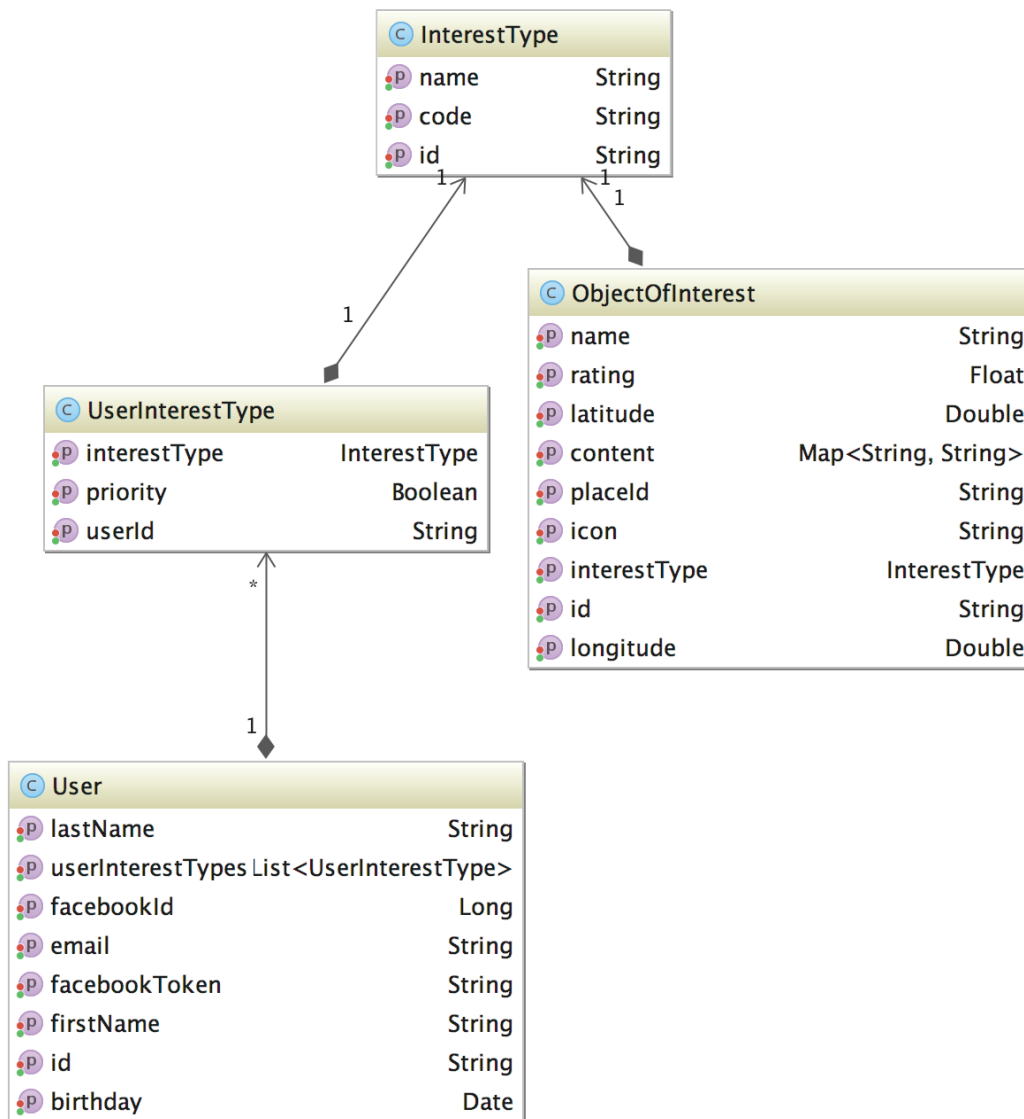 C InterestType
p name String
p code String
p id String
1 1
1
1
C ObjectOfInterest
p name String
p rating Float
p latitude Double
p content Map<String, String>
p placeId String
p icon String
p interestType InterestType
p id String
p longitude Double
C UserInterestType
p interestType InterestType
p priority Boolean
p userId String
*
1
C User
p lastName String
p userInterestTypes List<UserInterestType>
p facebookId Long
p email String
p facebookToken String
p firstName String
p id String
p birthday Date